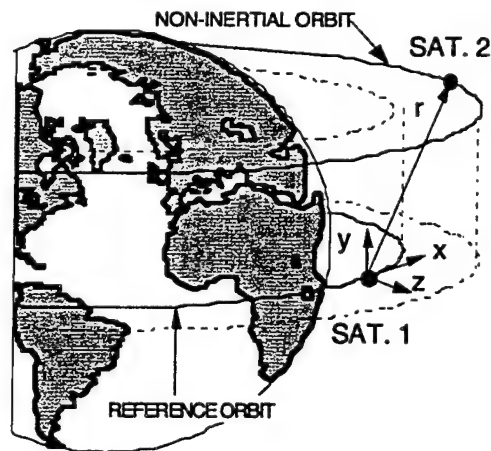 NON-INERTIAL ORBIT
SAT. 2
r
y
x
z
SAT. 1
REFERENCE ORBIT